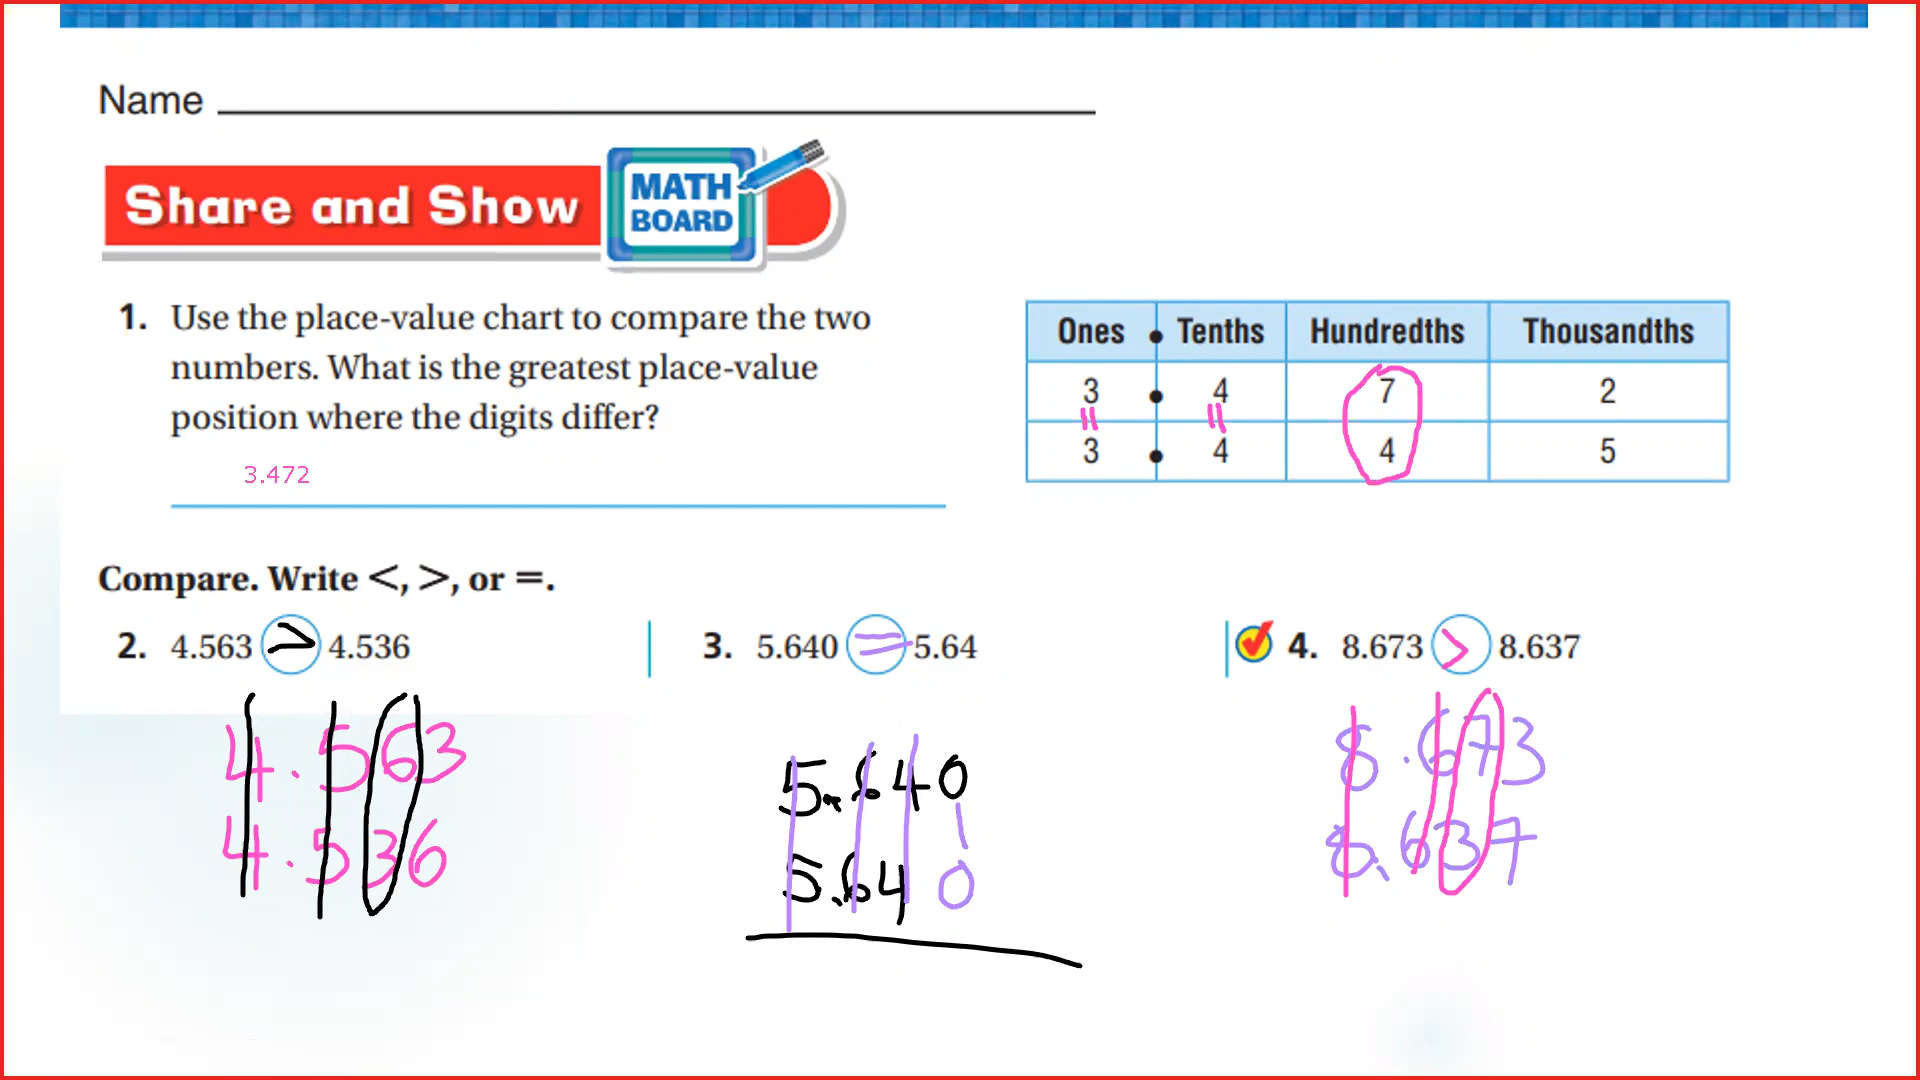 Name
Share and Show MATH BOARD
1. Use the place-value chart to compare the two
numbers. What is the greatest place-value
position where the digits differ?
3.472
Ones • Tenths Hundredths Thousandths
3 • 4 7 2
= =
3 • 4 4 5
Compare. Write <, >, or =.
2. 4.563 > 4.536
3. 5.640 = 5.64
4. 8.673 > 8.637
4.563
4.536
5.640
5.640
8.673
8.637